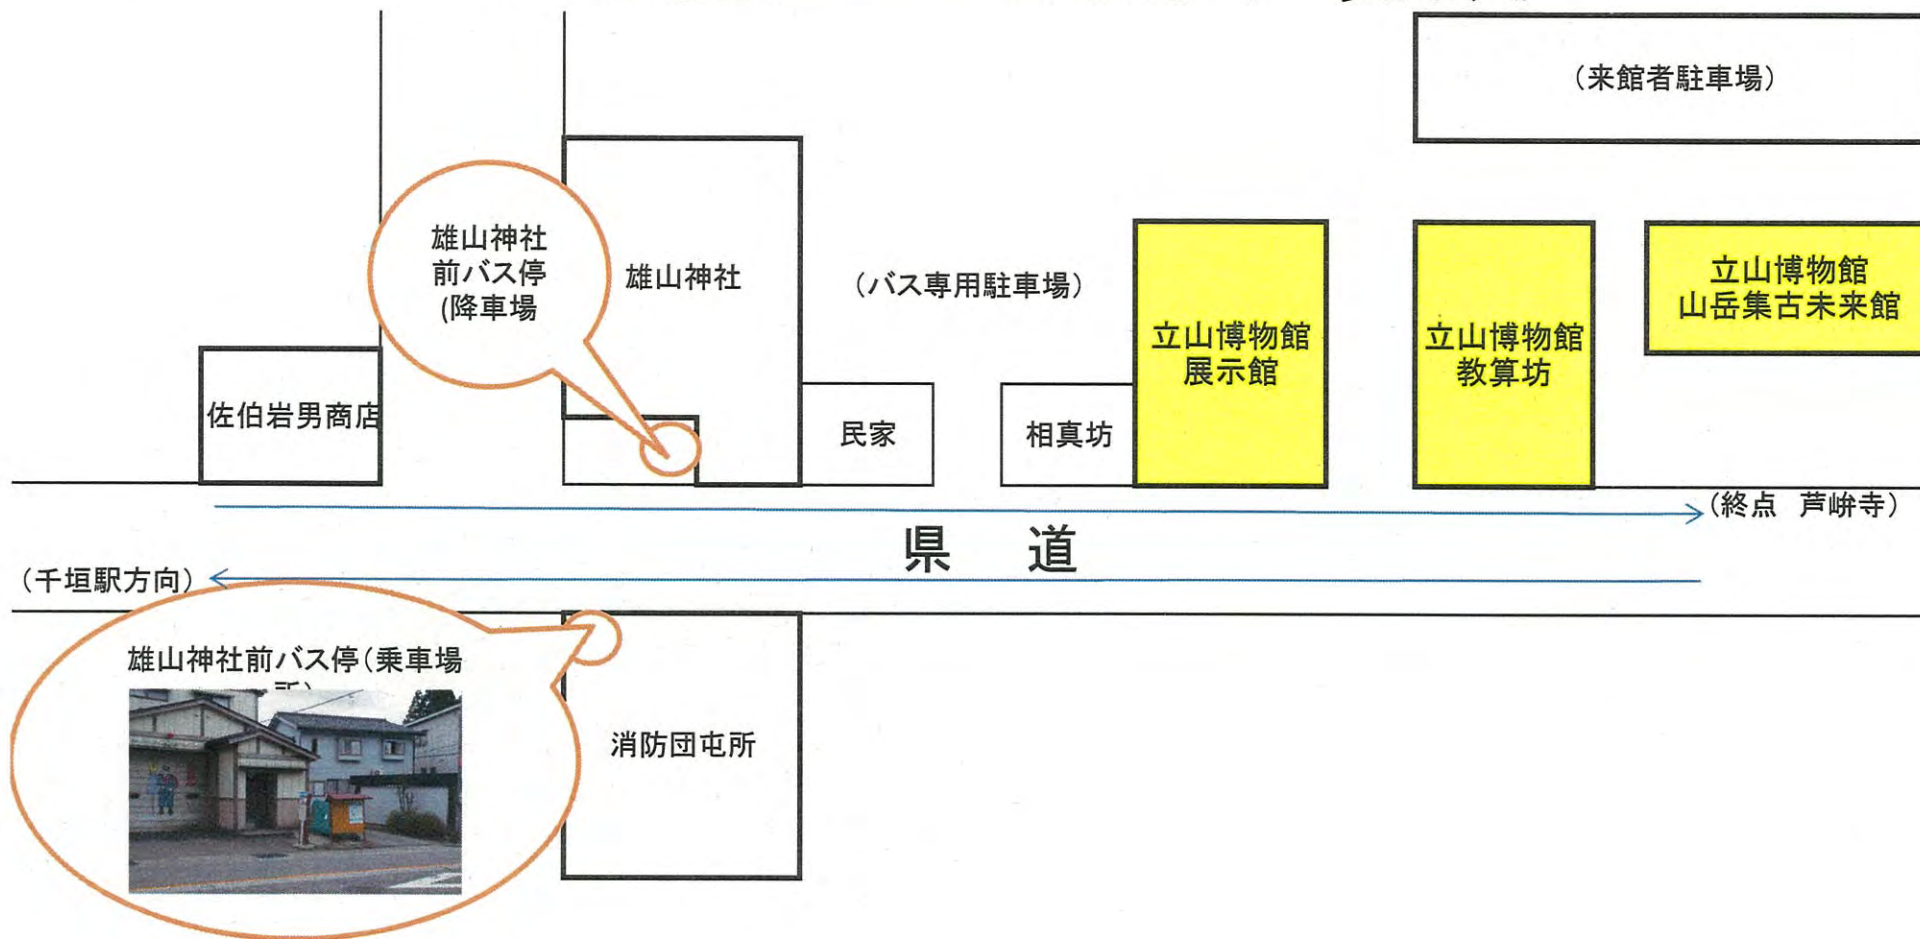 (来館者駐車場)
雄山神社
前バス停
(降車場
雄山神社
(バス専用駐車場)
立山博物館
展示館
立山博物館
教算坊
立山博物館
山岳集古未来館
佐伯岩男商店
民家
相真坊
(終点 芦峅寺)
県 道
(千垣駅方向)
雄山神社前バス停(乗車場
消防団屯所